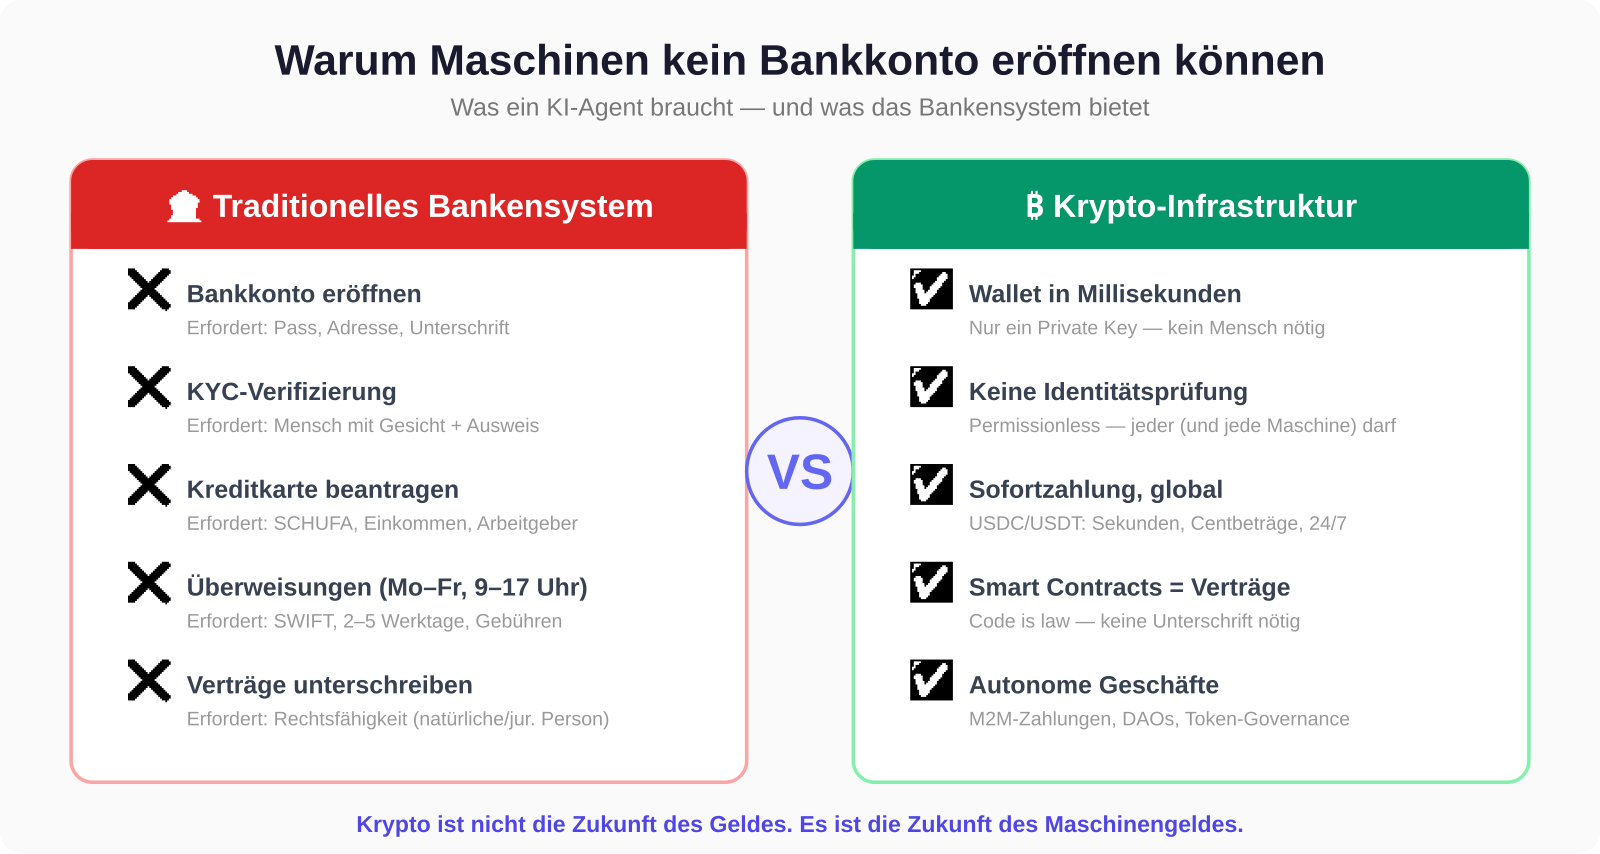 Warum Maschinen kein Bankkonto eröffnen können
Was ein KI-Agent braucht — und was das Bankensystem bietet
Traditionelles Bankensystem
Bankkonto eröffnen
Erfordert: Pass, Adresse, Unterschrift
KYC-Verifizierung
Erfordert: Mensch mit Gesicht + Ausweis
Kreditkarte beantragen
Erfordert: SCHUFA, Einkommen, Arbeitgeber
Überweisungen (Mo–Fr, 9–17 Uhr)
Erfordert: SWIFT, 2–5 Werktage, Gebühren
Verträge unterschreiben
Erfordert: Rechtsfähigkeit (natürliche/jur. Person)
VS
₿ Krypto-Infrastruktur
Wallet in Millisekunden
Nur ein Private Key — kein Mensch nötig
Keine Identitätsprüfung
Permissionless — jeder (und jede Maschine) darf
Sofortzahlung, global
USDC/USDT: Sekunden, Centbeträge, 24/7
Smart Contracts = Verträge
Code is law — keine Unterschrift nötig
Autonome Geschäfte
M2M-Zahlungen, DAOs, Token-Governance
Krypto ist nicht die Zukunft des Geldes. Es ist die Zukunft des Maschinengeldes.